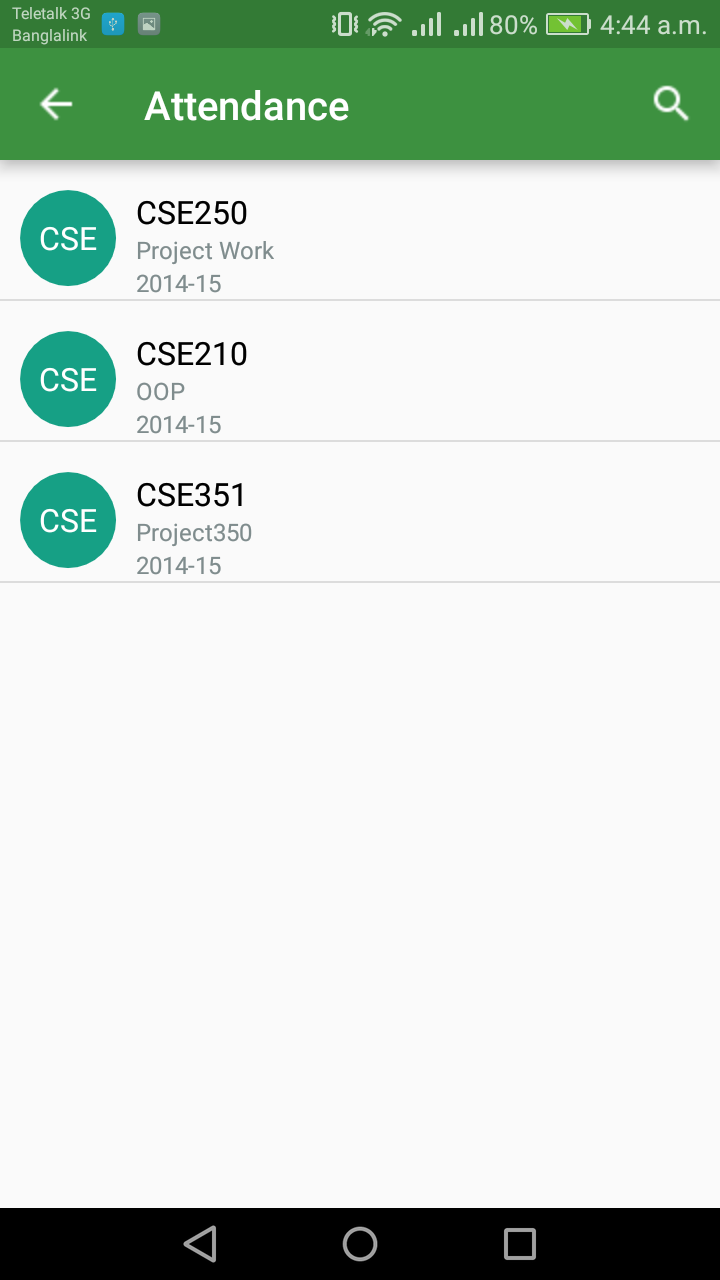 Teletalk 3G
Banglalink
80%
4:44 a.m.
Attendance
CSE
CSE250
Project Work
2014-15
CSE
CSE210
OOP
2014-15
CSE
CSE351
Project350
2014-15